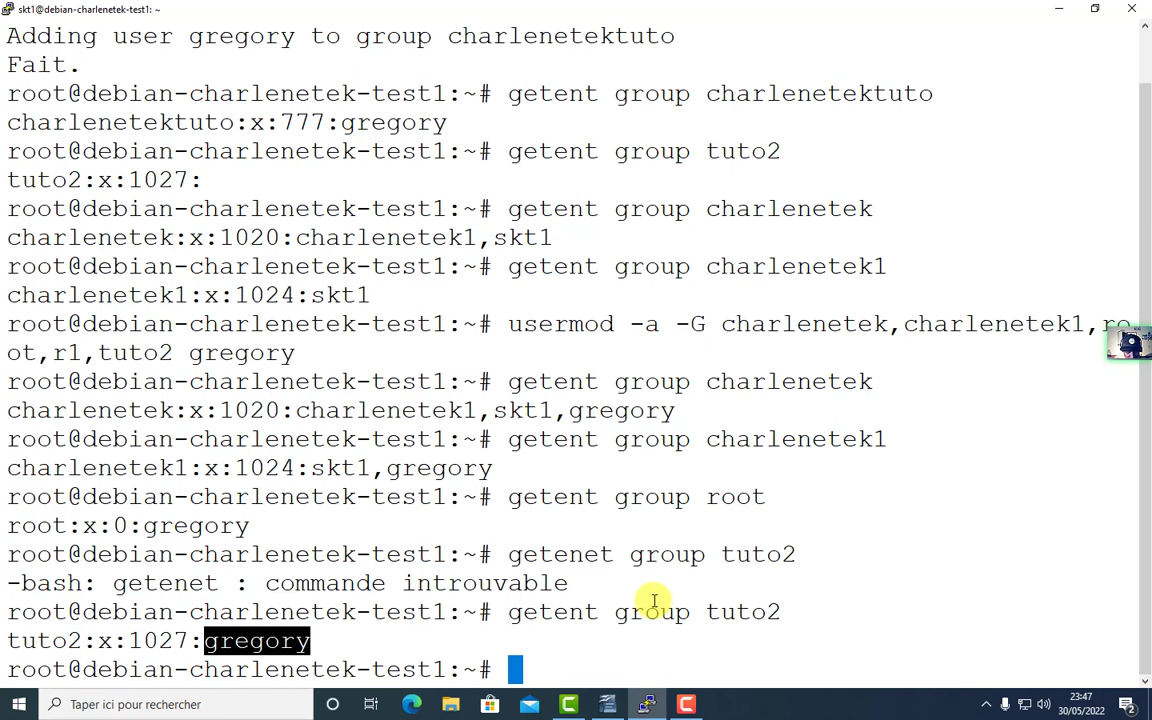 skt1@debian-charlenetek-test1: ~
Adding user gregory to group charlenetektuto
Fait.
root@debian-charlenetek-test1:~# getent group charlenetektuto
charlenetektuto:x:777:gregory
root@debian-charlenetek-test1:~# getent group tuto2
tuto2:x:1027:
root@debian-charlenetek-test1:~# getent group charlenetek
charlenetek:x:1020:charlenetek1,skt1
root@debian-charlenetek-test1:~# getent group charlenetek1
charlenetek1:x:1024:skt1
root@debian-charlenetek-test1:~# usermod -a -G charlenetek,charlenetek1,ro
ot,r1,tuto2 gregory
root@debian-charlenetek-test1:~# getent group charlenetek
charlenetek:x:1020:charlenetek1,skt1,gregory
root@debian-charlenetek-test1:~# getent group charlenetek1
charlenetek1:x:1024:skt1,gregory
root@debian-charlenetek-test1:~# getent group root
root:x:0:gregory
root@debian-charlenetek-test1:~# getenet group tuto2
-bash: getenet : commande introuvable
root@debian-charlenetek-test1:~# getent group tuto2
tuto2:x:1027:gregory
root@debian-charlenetek-test1:~#
Taper ici pour rechercher
23:47
30/05/2022
2